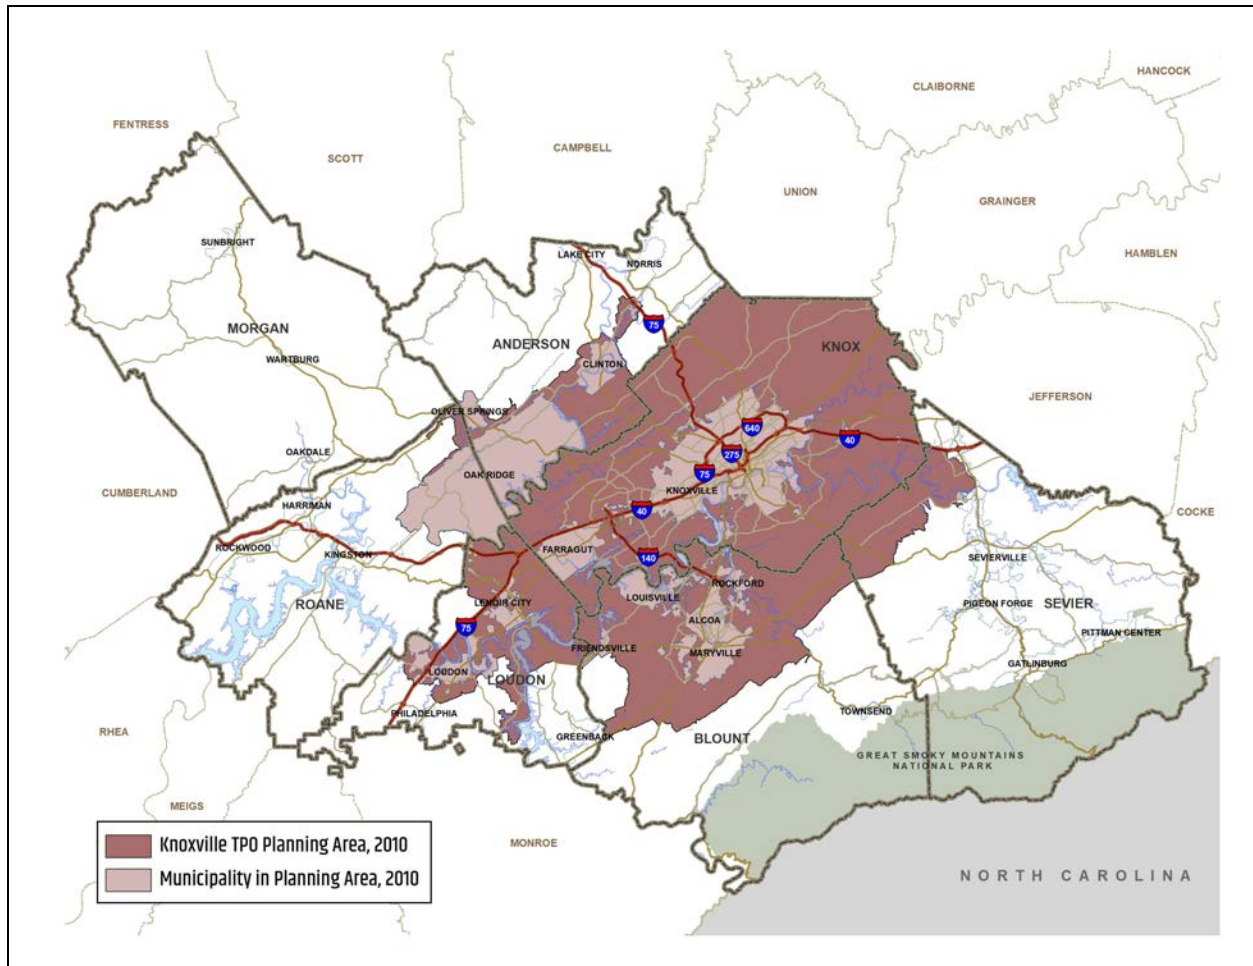 HANCOCK
CLAIBORNE
FENTRESS
CAMPBELL
SCOTT
UNION
GRAINGER
SUNBRIGHT
LAKE CITY
NORRIS
HAMBLEN
MORGAN
75
ANDERSON
KNOX
WARTBURG
CLINTON
JEFFERSON
OLIVER SPRINGS
640
40
OAKDALE
275
OAK RIDGE
75
CUMBERLAND
KNOXVILLE
HARRIMAN
40
COCKE
ROCKWOOD
FARRAGUT
KINGSTON
140
SEVIERVILLE
ROCKFORD
LOUISVILLE
ROANE
LENOIR CITY
PIGEON FORGE
SEVIER
ALCOA
75
PITTMAN CENTER
FRIENDSVILLE
MARYVILLE
GATLINBURG
LOUDON
LOUDON
PHILADELPHIA
TOWNSEND
RHEA
GREENBACK
BLOUNT
GREAT SMOKY MOUNTAINS
NATIONAL PARK
MEIGS
Knoxville TPO Planning Area, 2010
MONROE
Municipality in Planning Area, 2010
NORTH CAROLINA